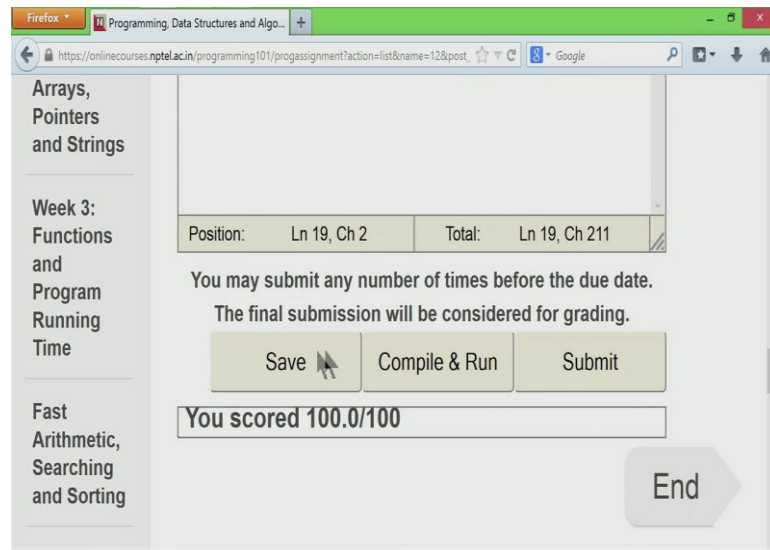 Firefox
Programming, Data Structures and Algo...
https://onlinecourses.nptel.ac.in/programming101/progassignment?action=list&name=12&post_
Google
Arrays,
Pointers
and Strings
Week 3:
Functions
and
Program
Running
Time
Fast
Arithmetic,
Searching
and Sorting
Position: Ln 19, Ch 2 Total: Ln 19, Ch 211
You may submit any number of times before the due date.
The final submission will be considered for grading.
Save Compile & Run Submit
You scored 100.0/100
End